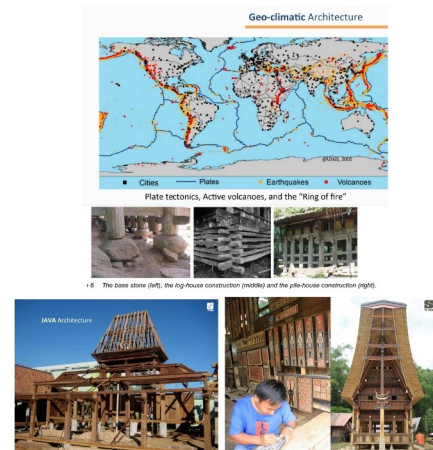 Geo-climatic Architecture
@USGS, 2005
Cities Plates Earthquakes Volcanoes
Plate tectonics, Active volcanoes, and the "Ring of fire"
6 The base stone (left), the log-house construction (middle) and the pile-house construction (right).
JAVA Architecture